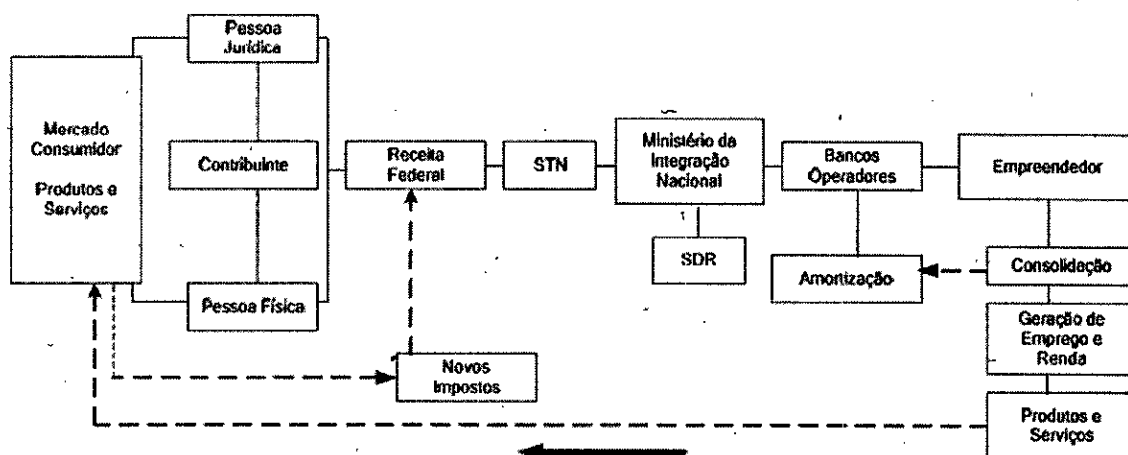 Pessoa
Jurídica
Mercado
Consumidor
Produtos e
Serviços
Contribuinte
Pessoa Física
Receita
Federal
STN
Ministério da
Integração
Nacional
SDR
Bancos
Operadores
Amortização
Empreendedor
Consolidação
Geração de
Emprego e
Renda
Produtos e
Serviços
Novos
Impostos